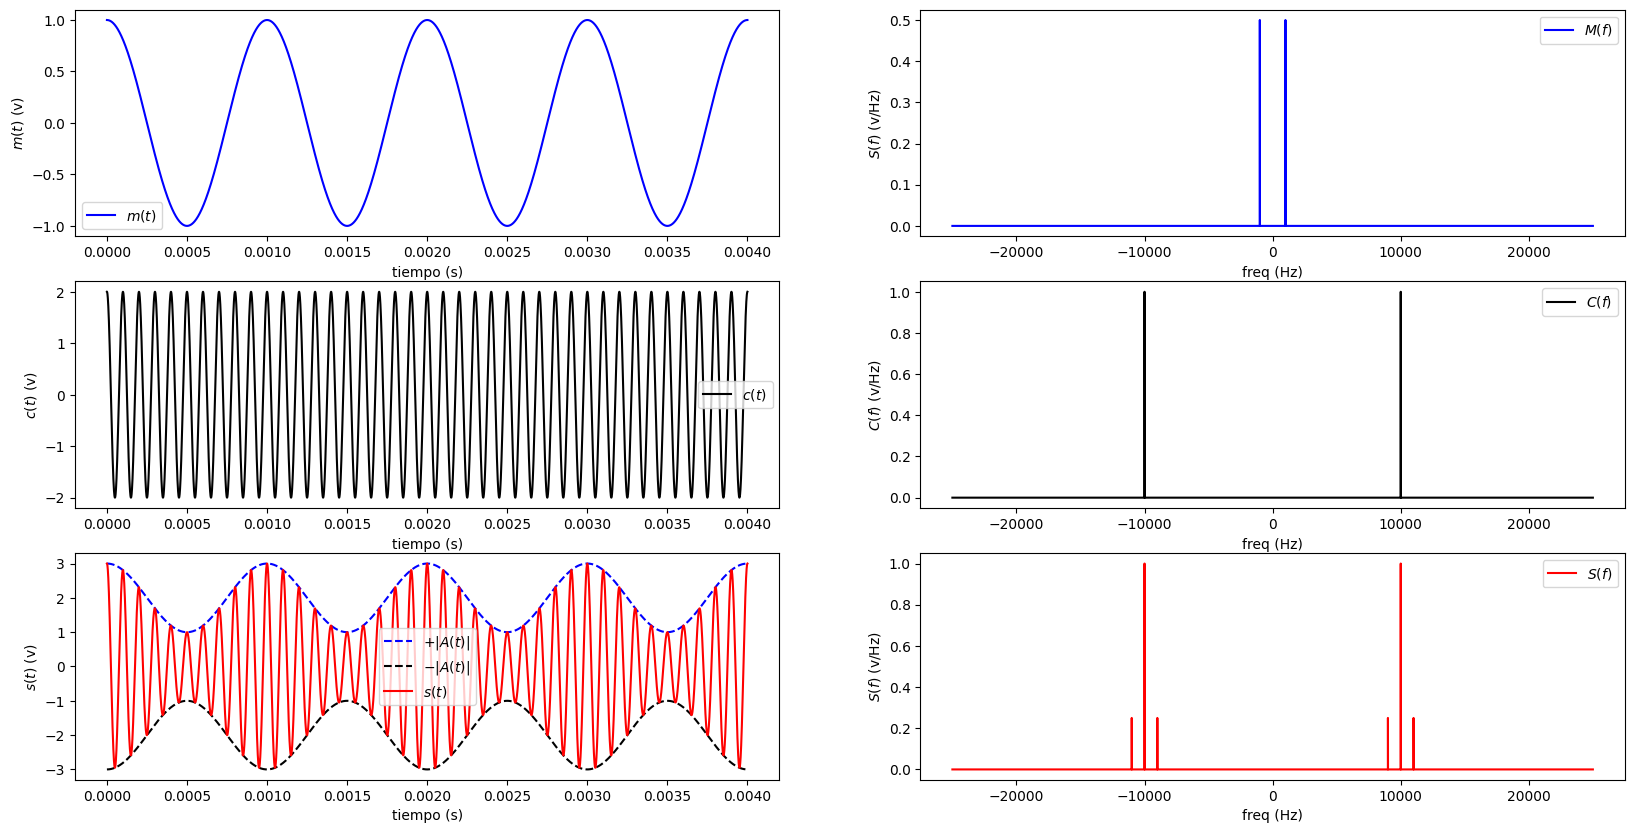 1.0
0.5
0.0
−0.5
−1.0
m(t) (v)
m(t)
0.0000 0.0005 0.0010 0.0015 0.0020 0.0025 0.0030 0.0035 0.0040
tiempo (s)
0.5
0.4
0.3
0.2
0.1
0.0
S(f) (v/Hz)
M(f)
−20000 −10000 0 10000 20000
freq (Hz)
2
1
0
−1
−2
c(t) (v)
c(t)
0.0000 0.0005 0.0010 0.0015 0.0020 0.0025 0.0030 0.0035 0.0040
tiempo (s)
1.0
0.8
0.6
0.4
0.2
0.0
C(f) (v/Hz)
C(f)
−20000 −10000 0 10000 20000
freq (Hz)
3
2
1
0
−1
−2
−3
s(t) (v)
+|A(t)|
−|A(t)|
s(t)
0.0000 0.0005 0.0010 0.0015 0.0020 0.0025 0.0030 0.0035 0.0040
tiempo (s)
1.0
0.8
0.6
0.4
0.2
0.0
S(f) (v/Hz)
S(f)
−20000 −10000 0 10000 20000
freq (Hz)